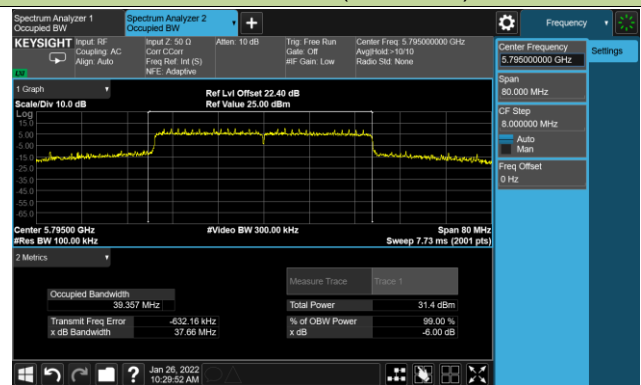 Spectrum Analyzer 1
Occupied BW
Spectrum Analyzer 2
Occupied BW
Frequency
KEYSIGHT
Input: RF
Coupling: AC
Align: Auto
Input Z: 50 Ω
Corr CCorr
Freq Ref: Int (S)
NFE: Adaptive
Atten: 10 dB
Trig: Free Run
Gate: Off
#IF Gain: Low
Center Freq: 5.795000000 GHz
Avg|Hold:>10/10
Radio Std: None
Center Frequency
5.795000000 GHz
Settings
Span
80.000 MHz
CF Step
8.000000 MHz
Auto
Man
Freq Offset
0 Hz
1 Graph
Scale/Div 10.0 dB
Ref Lvl Offset 22.40 dB
Ref Value 25.00 dBm
Log
15.0
5.00
-5.00
-15.0
-25.0
-35.0
-45.0
-55.0
-65.0
Center 5.79500 GHz
#Res BW 100.00 kHz
#Video BW 300.00 kHz
Span 80 MHz
Sweep 7.73 ms (2001 pts)
2 Metrics
Measure Trace
Trace 1
Occupied Bandwidth
39.357 MHz
Total Power
31.4 dBm
Transmit Freq Error
-632.16 kHz
% of OBW Power
99.00 %
x dB Bandwidth
37.66 MHz
x dB
-6.00 dB
Jan 26, 2022
10:29:52 AM